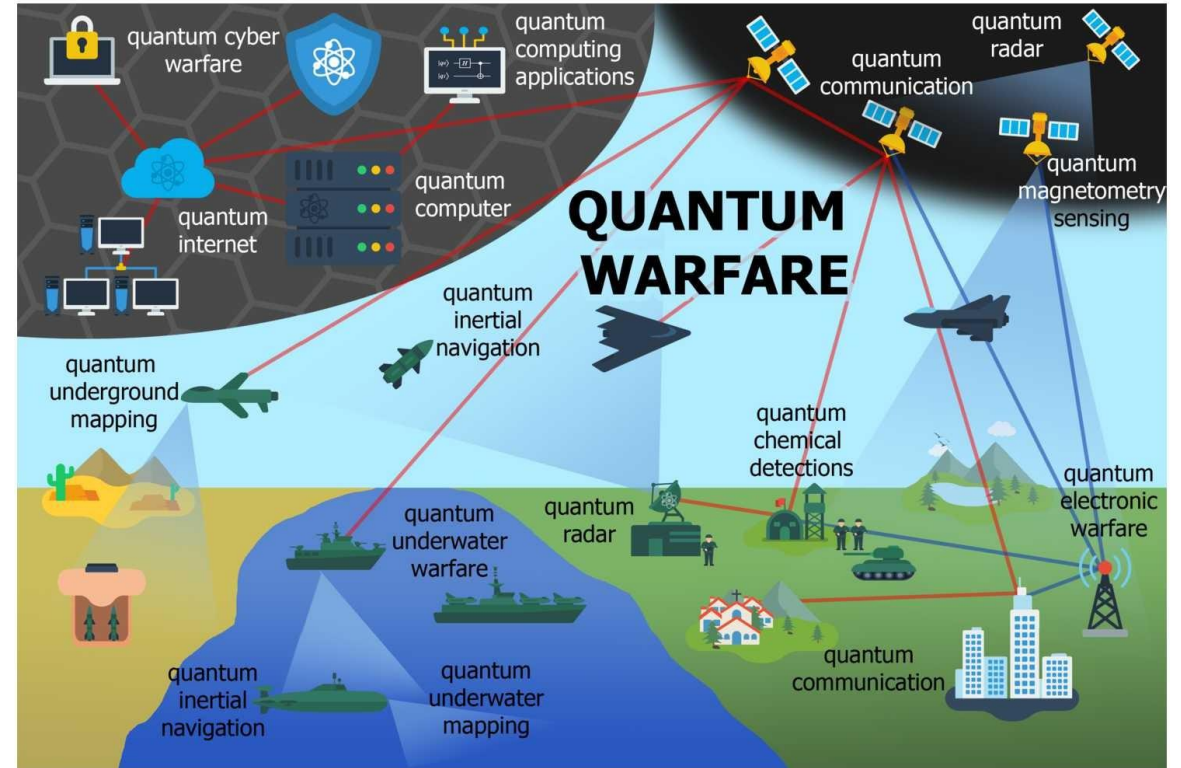 quantum cyber
warfare
quantum
computing
applications
quantum
radar
quantum
communication
quantum
computer
quantum
internet
quantum
magnetometry
sensing
QUANTUM
WARFARE
quantum
inertial
navigation
quantum
underground
mapping
quantum
chemical
detections
quantum
electronic
warfare
quantum
radar
quantum
underwater
warfare
quantum
communication
quantum
inertial
navigation
quantum
underwater
mapping